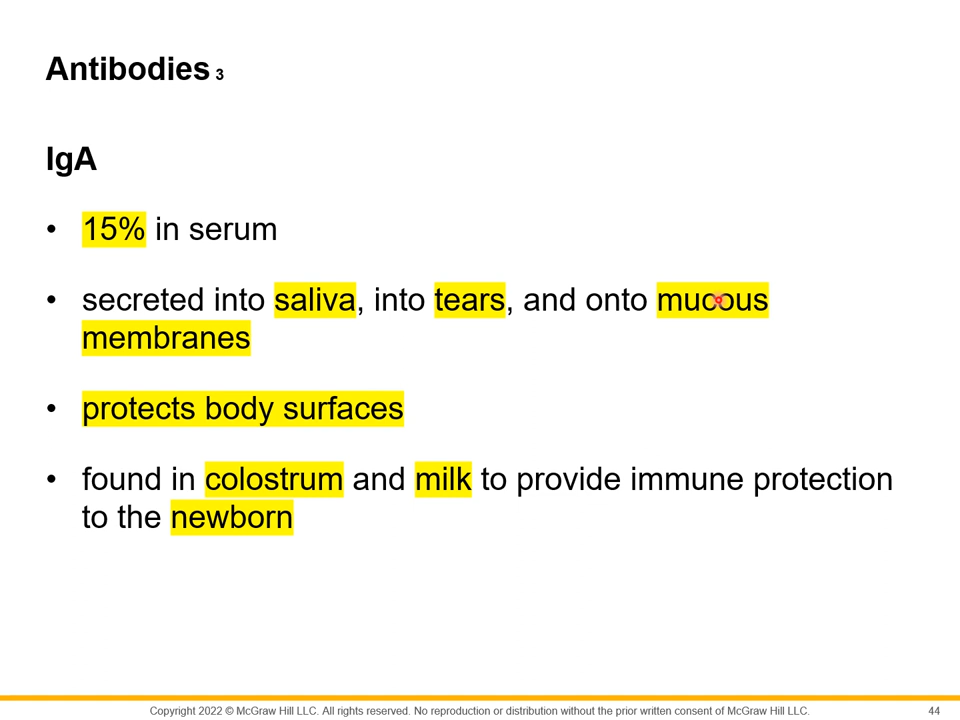 Antibodies 3
IgA
• 15% in serum
• secreted into saliva, into tears, and onto mucous
membranes
• protects body surfaces
• found in colostrum and milk to provide immune protection
to the newborn
Copyright 2022 © McGraw Hill LLC. All rights reserved. No reproduction or distribution without the prior written consent of McGraw Hill LLC. 44